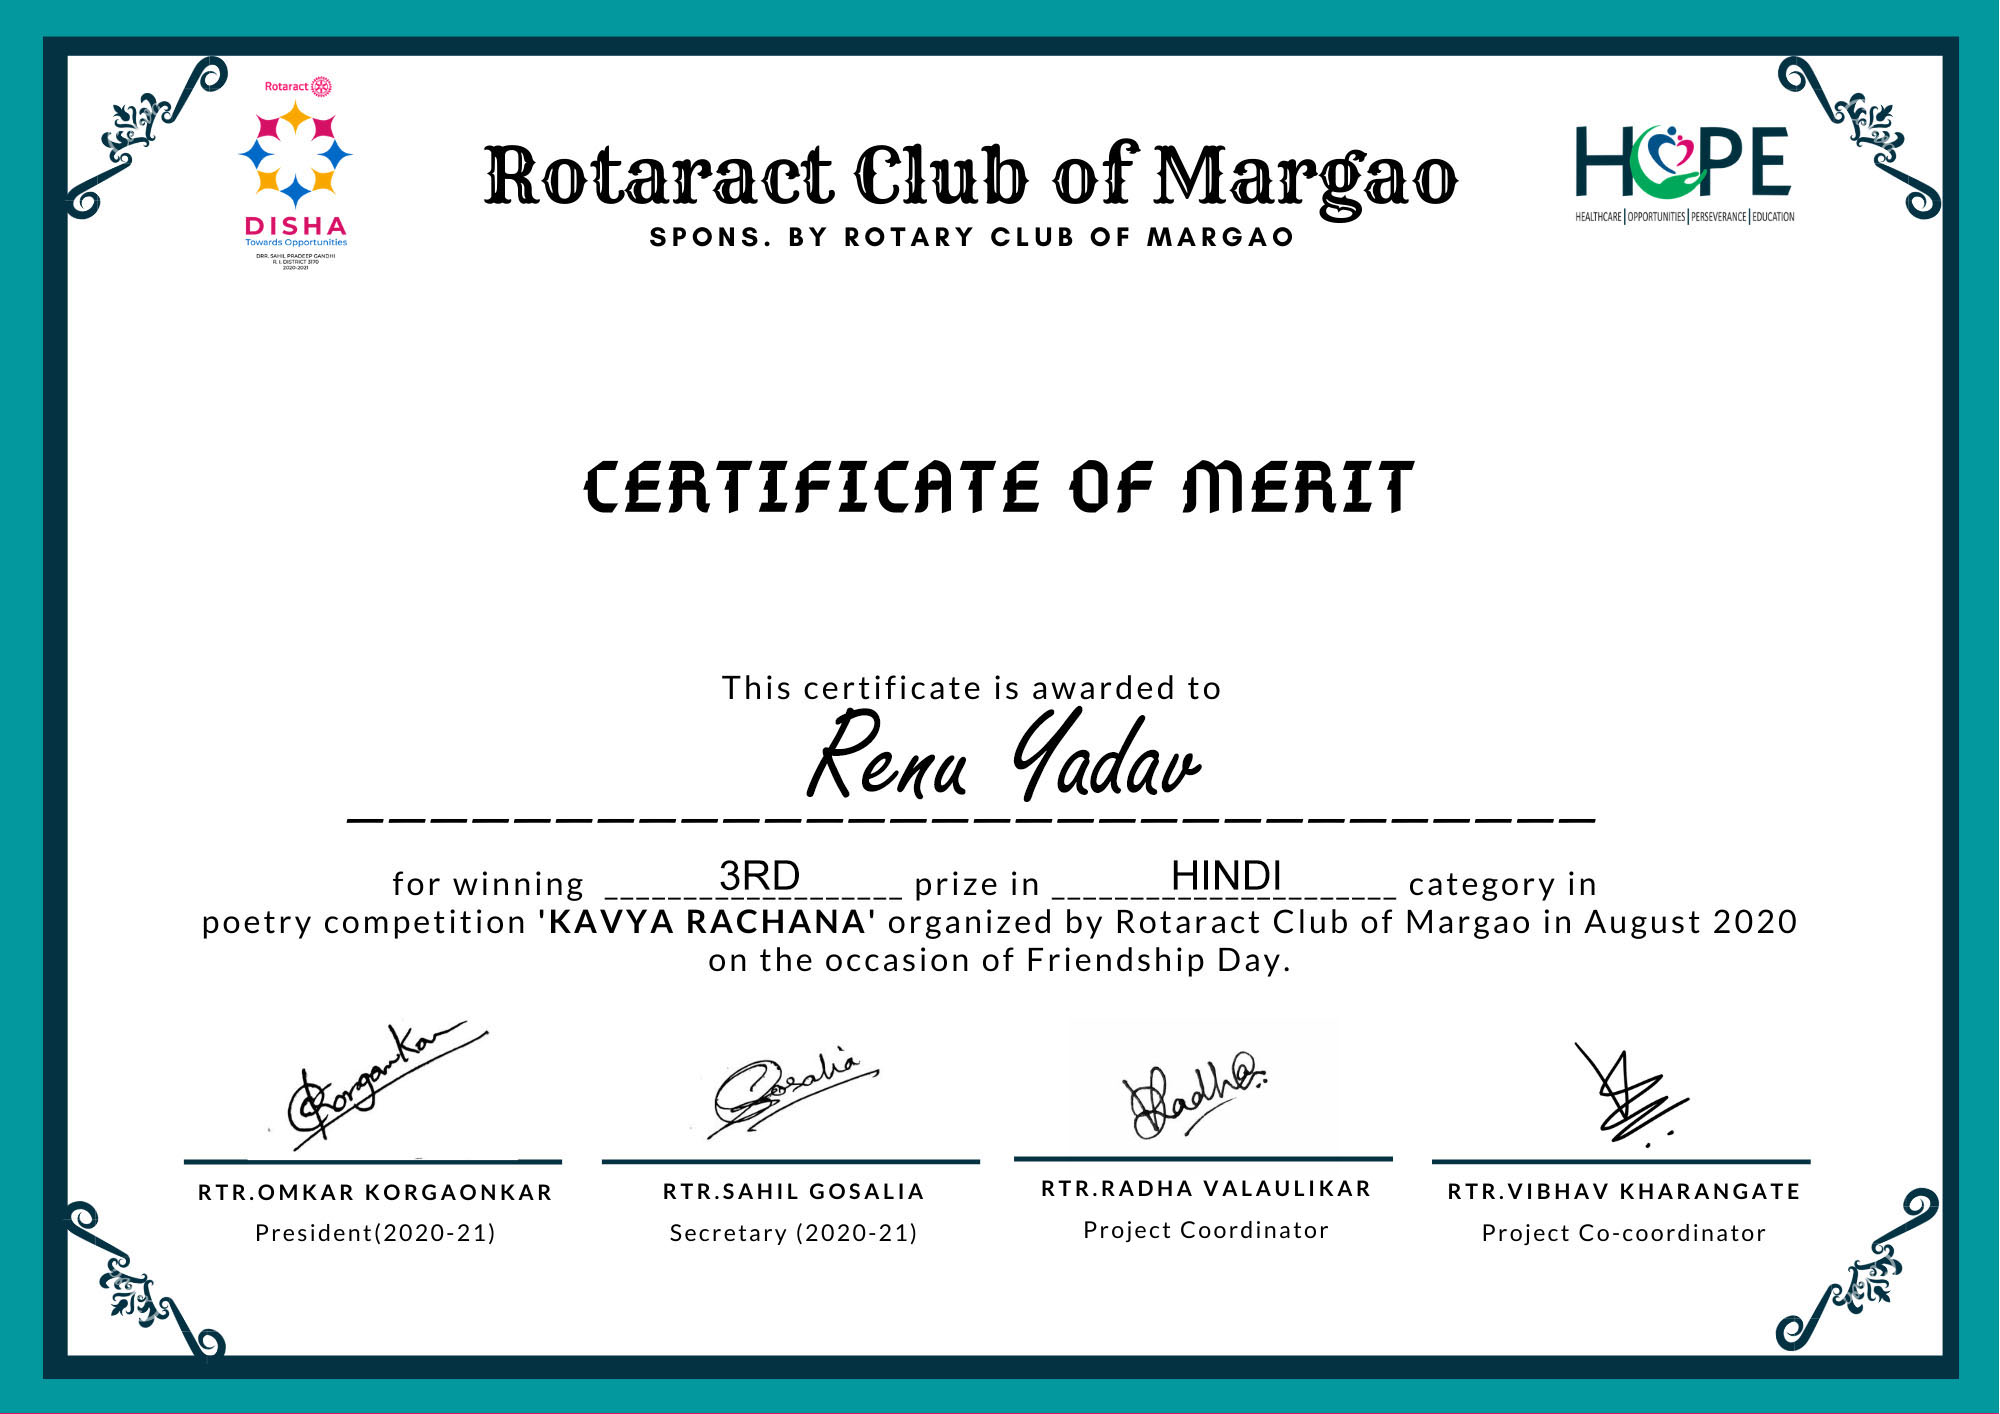 Rotaract
DISHA
Towards Opportunities
DRR. SAHIL PRADEEP GANDHI
R. I. DISTRICT 3170
2020-2021
Rotaract Club of Margao
SPONS. BY ROTARY CLUB OF MARGAO
HOPE
HEALTHCARE | OPPORTUNITIES | PERSEVERANCE | EDUCATION
CERTIFICATE OF MERIT
This certificate is awarded to
Renu Yadav
for winning 3RD prize in HINDI category in
poetry competition 'KAVYA RACHANA' organized by Rotaract Club of Margao in August 2020
on the occasion of Friendship Day.
Korgankar Gosalia Radha
RTR.OMKAR KORGAONKAR RTR.SAHIL GOSALIA RTR.RADHA VALAULIKAR RTR.VIBHAV KHARANGATE
President(2020-21) Secretary (2020-21) Project Coordinator Project Co-coordinator